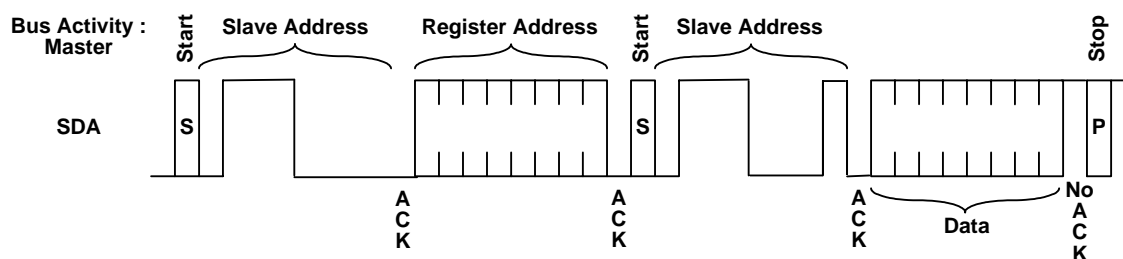 Bus Activity :
Master
Start
Slave Address
Register Address
Start
Slave Address
Stop
SDA
S
S
P
ACK
ACK
ACK
Data
No
ACK